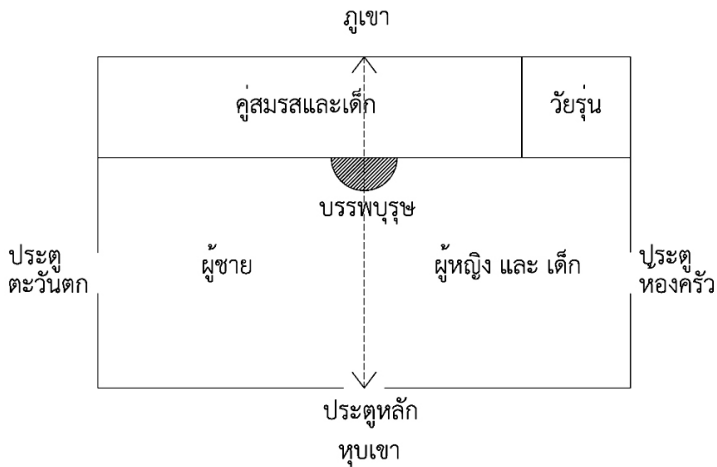 ภูเขา
คู่สมรสและเด็ก
วัยรุ่น
บรรพบุรุษ
ประตู
ตะวันตก
ผู้ชาย
ผู้หญิง และ เด็ก
ประตู
ห้องครัว
ประตูหลัก
หุบเขา